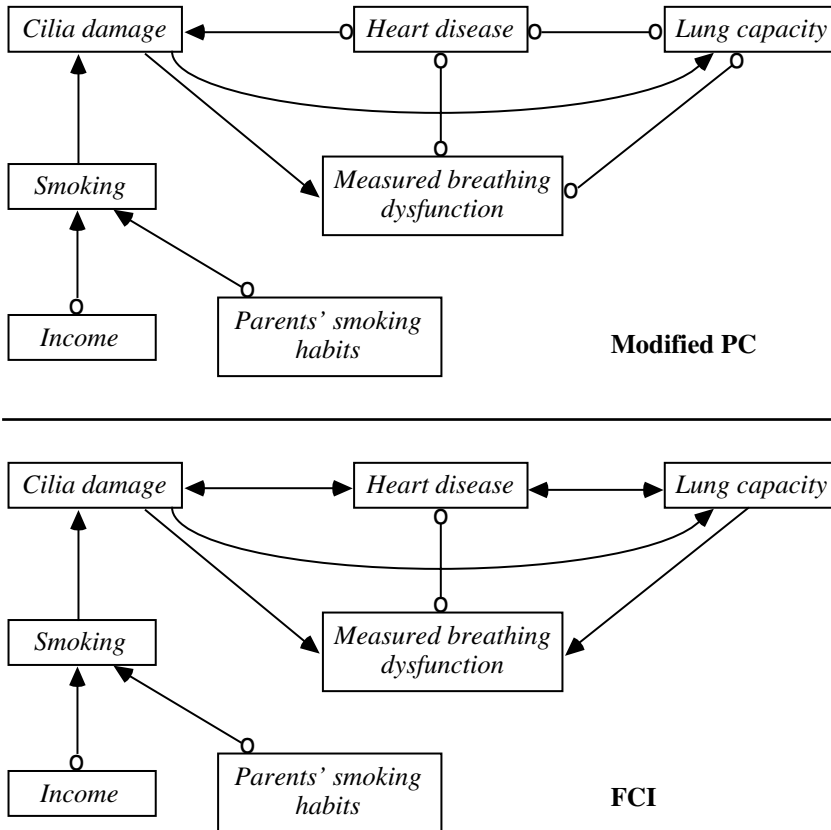 Cilia damage
Heart disease
Lung capacity
Smoking
Measured breathing
dysfunction
Income
Parents' smoking
habits
Modified PC
Cilia damage
Heart disease
Lung capacity
Smoking
Measured breathing
dysfunction
Income
Parents' smoking
habits
FCI